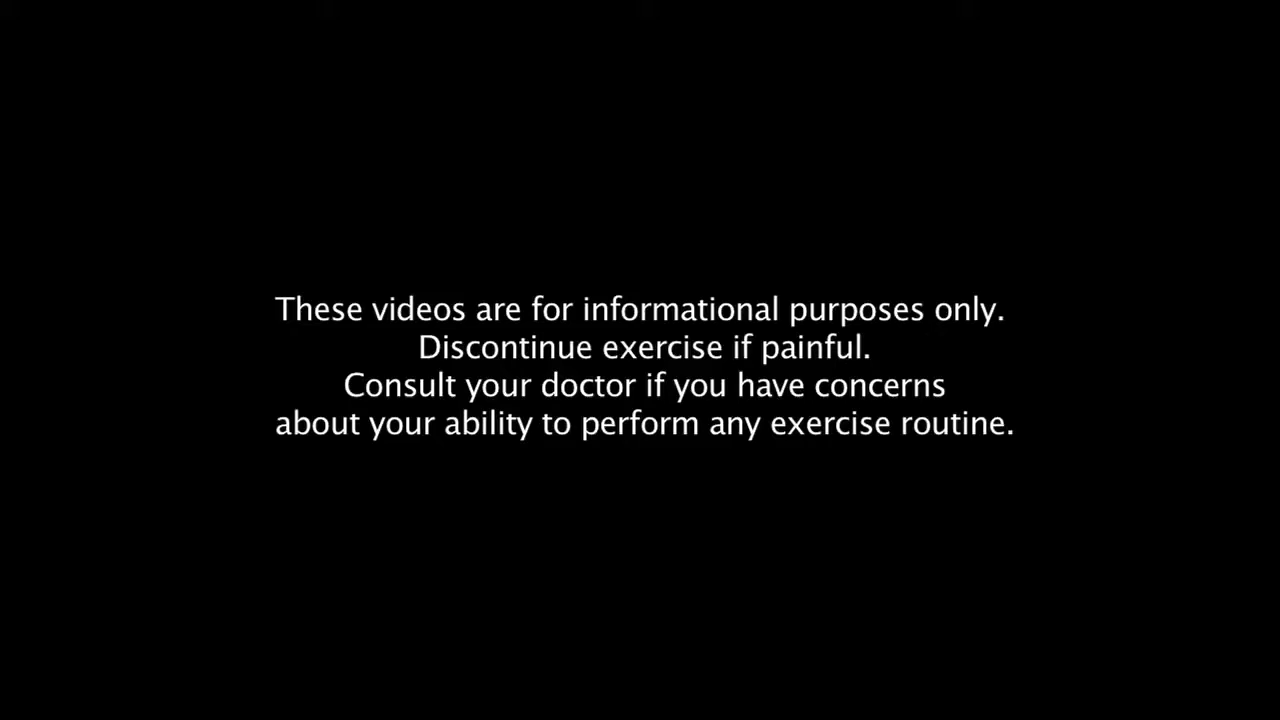 These videos are for informational purposes only.
Discontinue exercise if painful.
Consult your doctor if you have concerns
about your ability to perform any exercise routine.